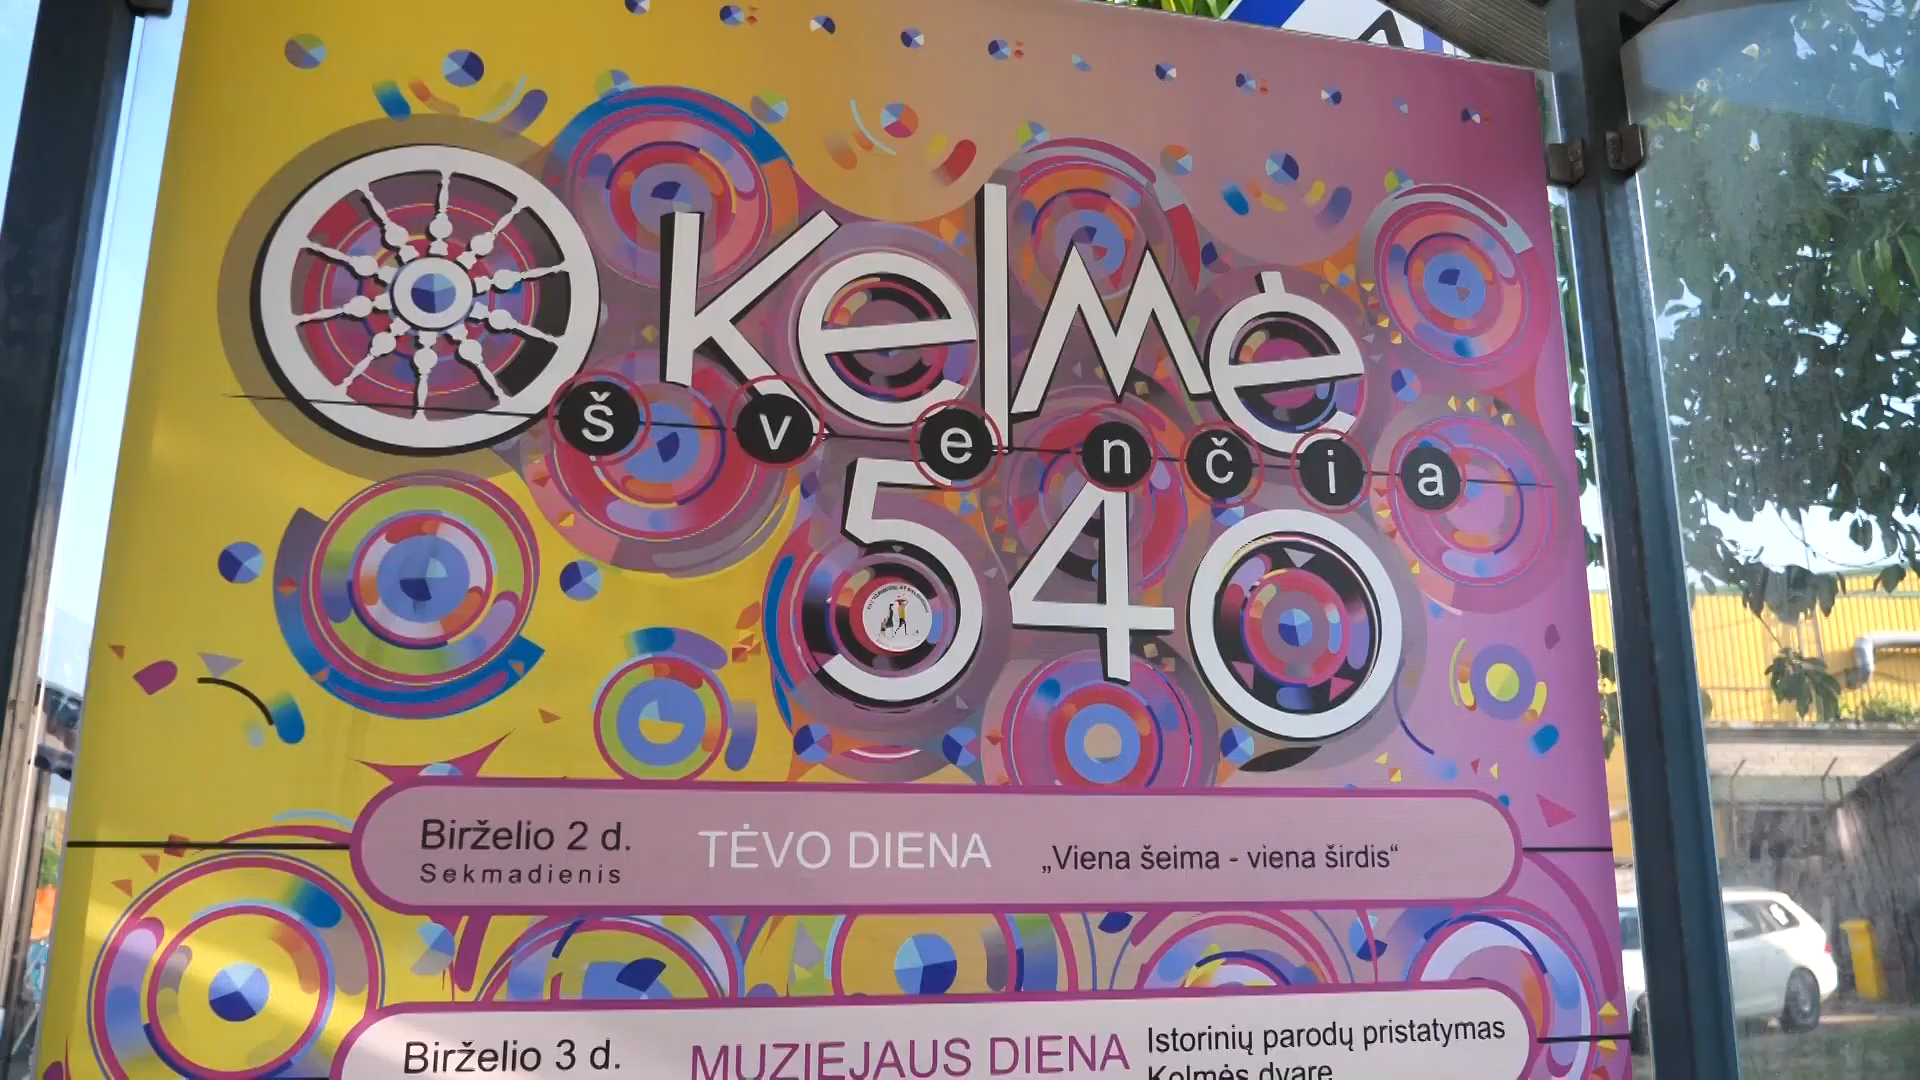 Kelmė
švenčia
540
Birželio 2 d.
Sekmadienis
TĖVO DIENA
„Viena šeima - viena širdis“
Birželio 3 d.
MUZIEJAUS DIENA
Istorinių parodų pristatymas
Kelmės dvare